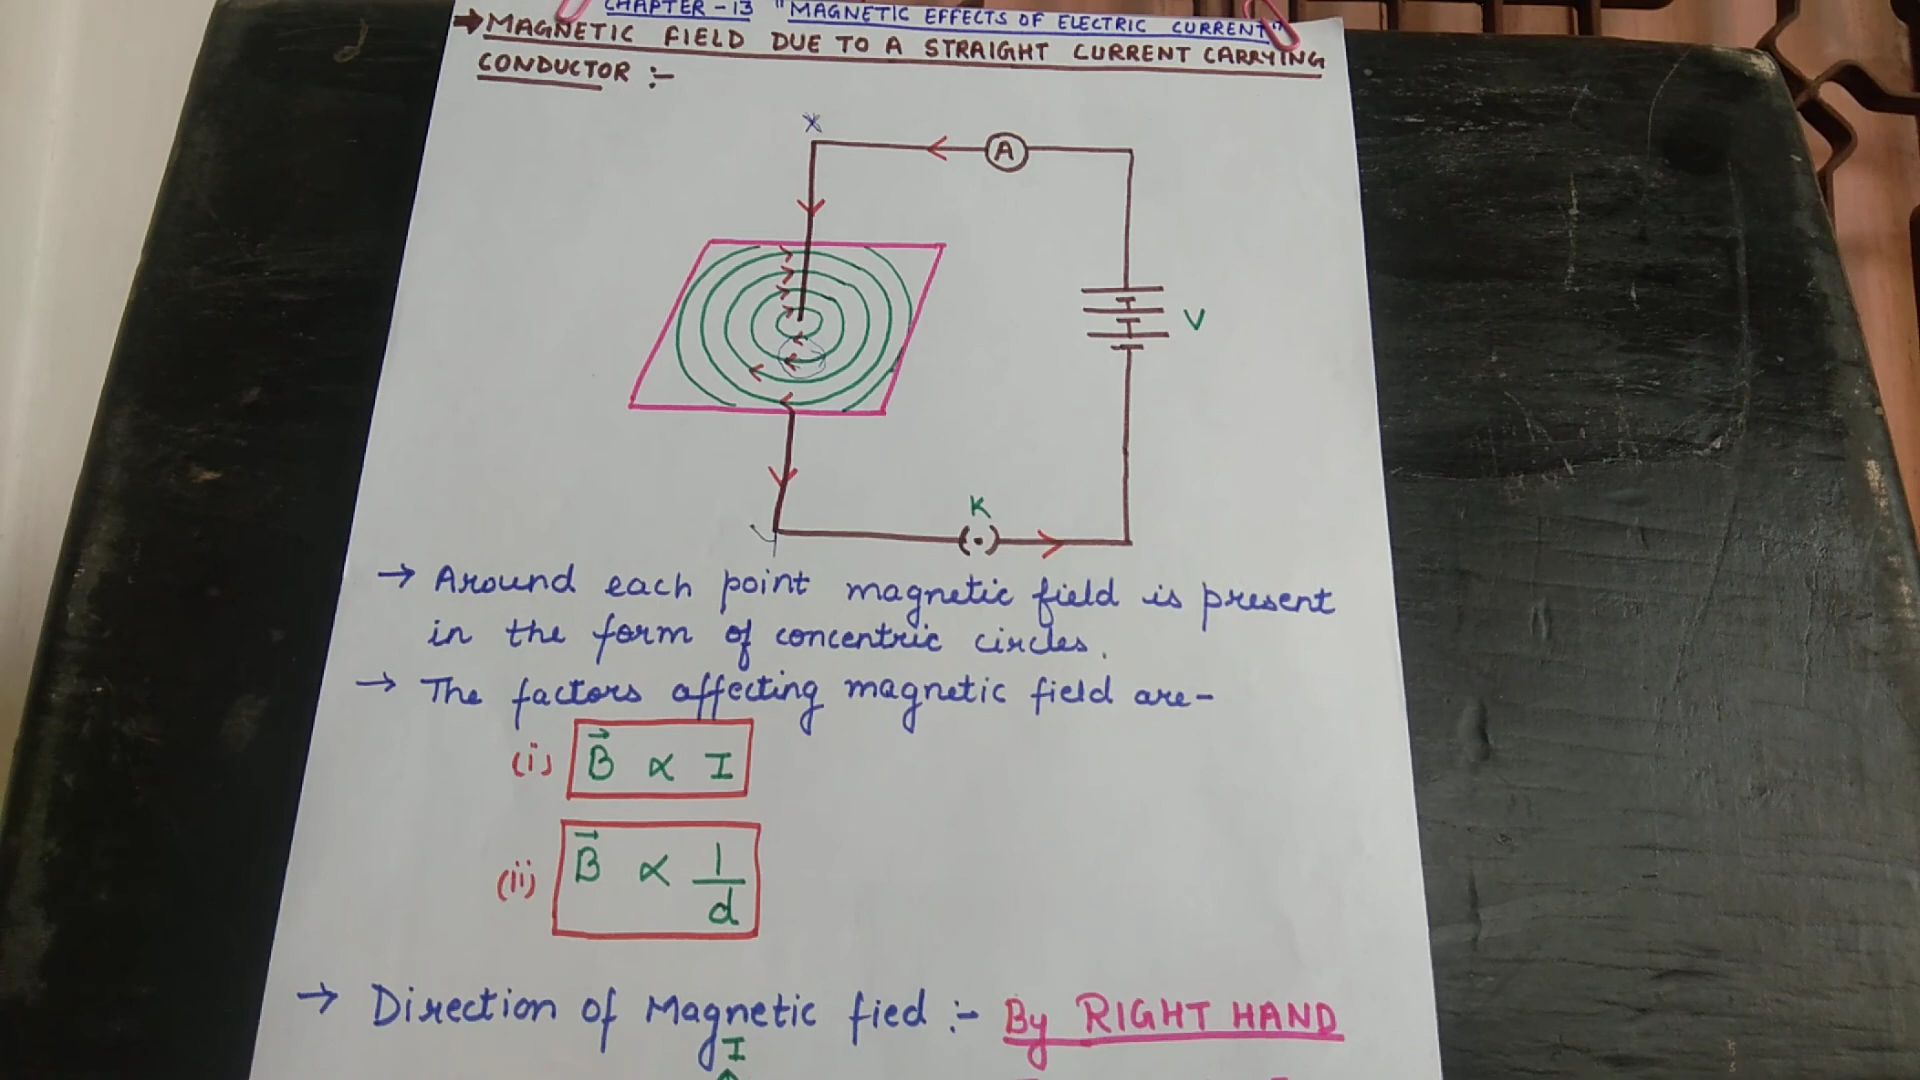 CHAPTER - 13 "MAGNETIC EFFECTS OF ELECTRIC CURRENT"
→ MAGNETIC FIELD DUE TO A STRAIGHT CURRENT CARRYING
CONDUCTOR :-
X
A
V
K
Y
→ Around each point magnetic field is present
in the form of concentric circles.
→ The factors affecting magnetic field are-
(i) B⃗ ∝ I
(ii) B⃗ ∝ 1/d
→ Direction of Magnetic fied :- By RIGHT HAND
I